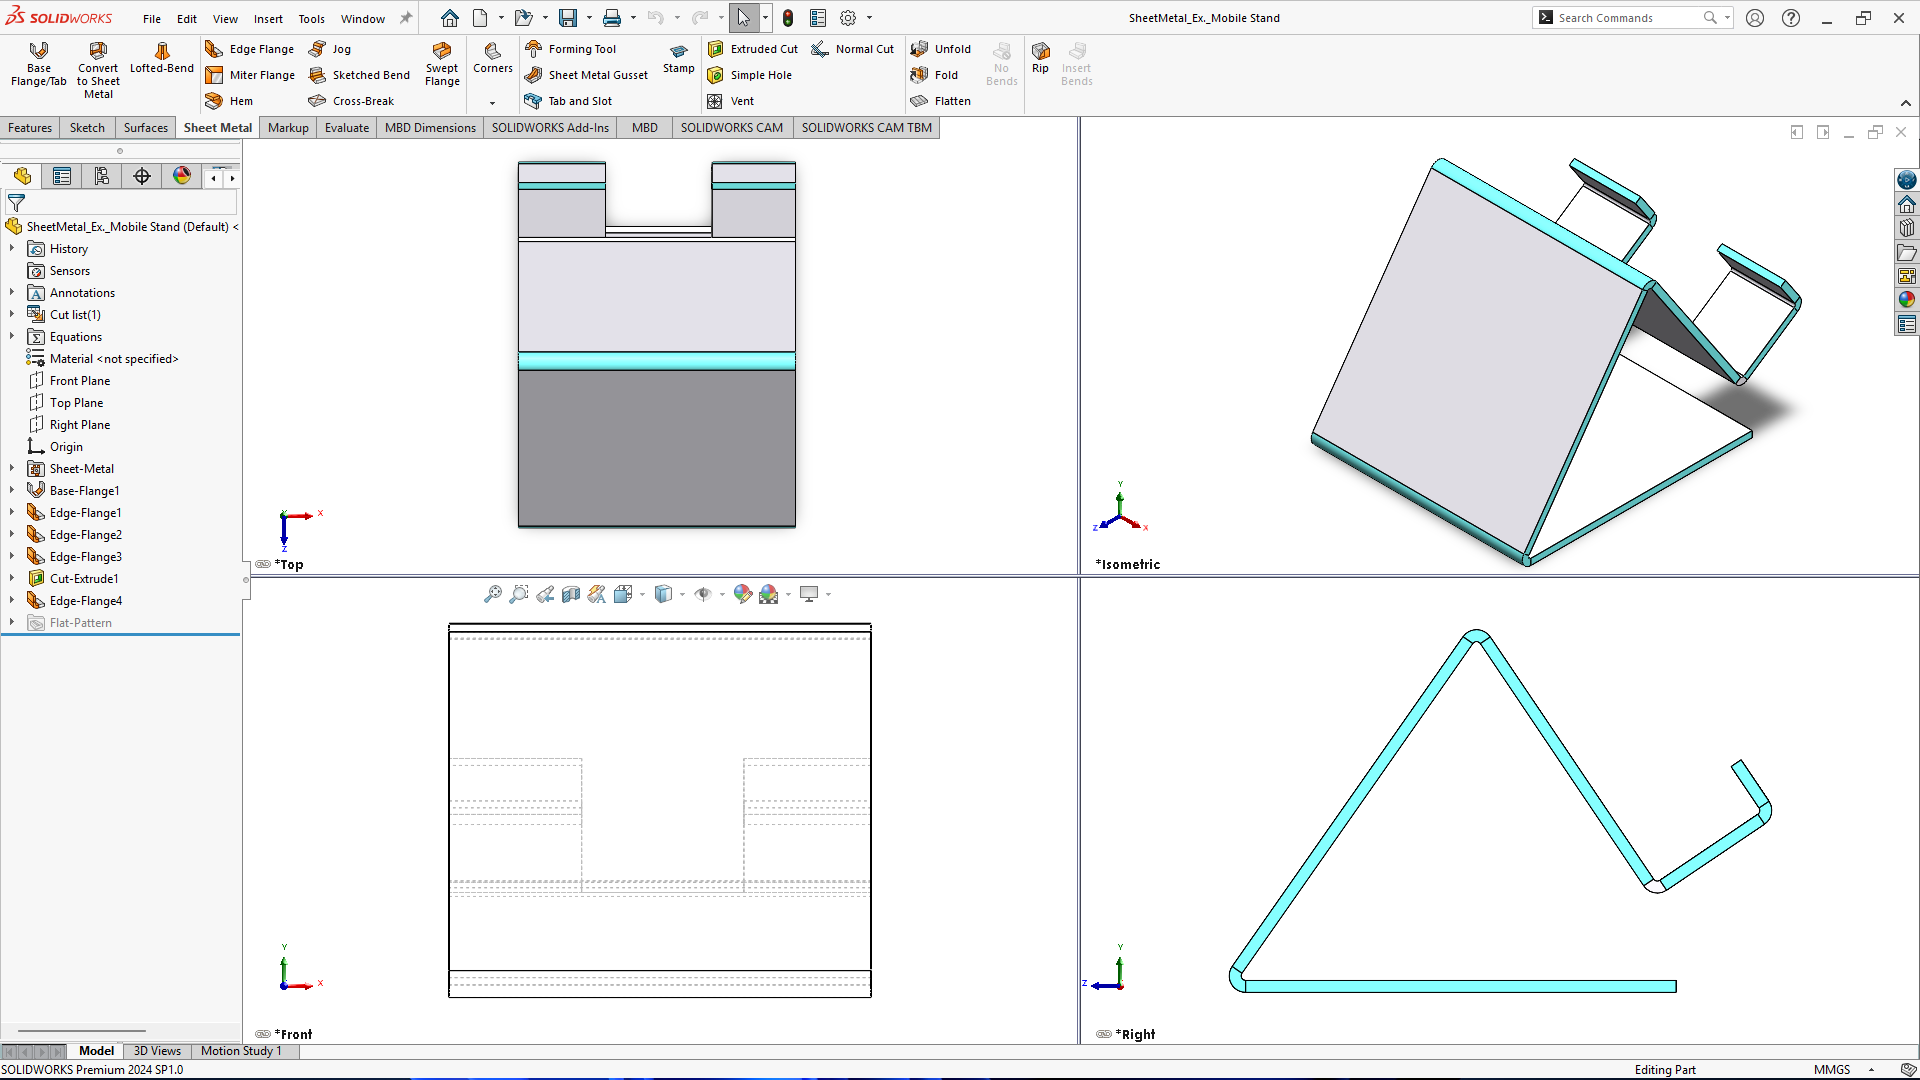 SOLIDWORKS
File Edit View Insert Tools Window
SheetMetal_Ex._Mobile Stand
Search Commands
Base Flange/Tab
Convert to Sheet Metal
Lofted-Bend
Edge Flange
Miter Flange
Hem
Jog
Sketched Bend
Cross-Break
Swept Flange
Corners
Forming Tool
Sheet Metal Gusset
Tab and Slot
Stamp
Extruded Cut
Simple Hole
Vent
Normal Cut
Unfold
Fold
Flatten
No Bends
Rip
Insert Bends
Features Sketch Surfaces Sheet Metal Markup Evaluate MBD Dimensions SOLIDWORKS Add-Ins MBD SOLIDWORKS CAM SOLIDWORKS CAM TBM
SheetMetal_Ex._Mobile Stand (Default) <
History
Sensors
Annotations
Cut list(1)
Equations
Material <not specified>
Front Plane
Top Plane
Right Plane
Origin
Sheet-Metal
Base-Flange1
Edge-Flange1
Edge-Flange2
Edge-Flange3
Cut-Extrude1
Edge-Flange4
Flat-Pattern
Y
X
Z
*Top
Y
Z
X
*Isometric
Y
X
*Front
Y
Z
*Right
Model 3D Views Motion Study 1
SOLIDWORKS Premium 2024 SP1.0
Editing Part
MMGS